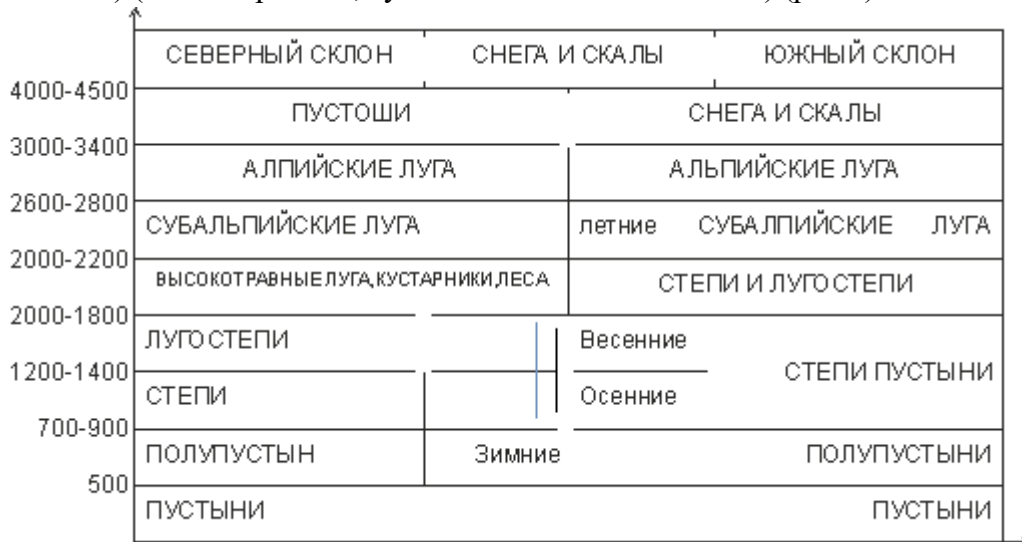 СЕВЕРНЫЙ СКЛОН СНЕГА И СКАЛЫ ЮЖНЫЙ СКЛОН
4000-4500
ПУСТОШИ СНЕГА И СКАЛЫ
3000-3400
АЛПИЙСКИЕ ЛУГА АЛЬПИЙСКИЕ ЛУГА
2600-2800
СУБАЛЬПИЙСКИЕ ЛУГА летние СУБАЛПИЙСКИЕ ЛУГА
2000-2200
ВЫСОКОТРАВНЫЕ ЛУГА, КУСТАРНИКИ, ЛЕСА СТЕПИ И ЛУГОСТЕПИ
2000-1800
ЛУГОСТЕПИ Весенние
1200-1400 СТЕПИ ПУСТЫНИ
СТЕПИ Осенние
700-900
ПОЛУПУСТЫН Зимние ПОЛУПУСТЫНИ
500
ПУСТЫНИ ПУСТЫНИ